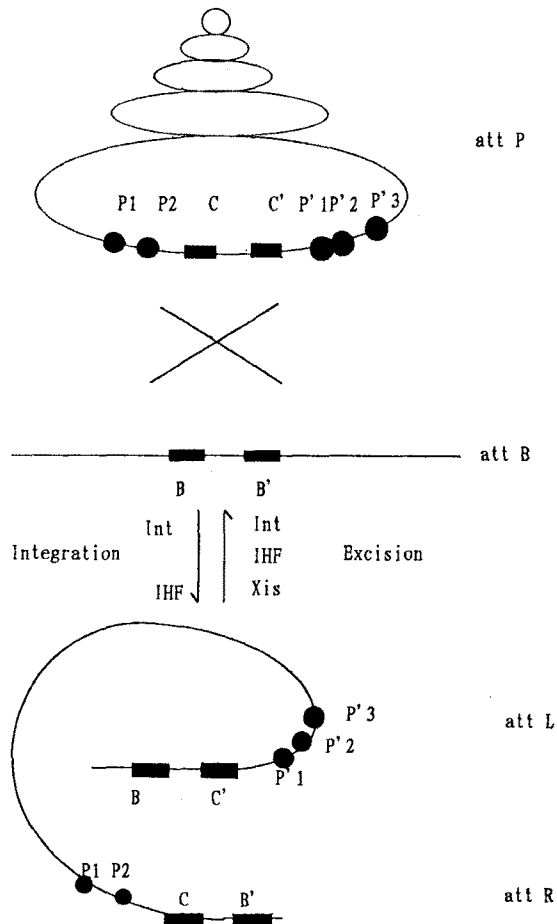 att P
P1 P2 C C' P'1P'2 P'3
att B
B B'
Int Int
Integration IHF Excision
IHF Xis
att L
P'3
P'2
P'1
B C'
P1 P2
C B' att R